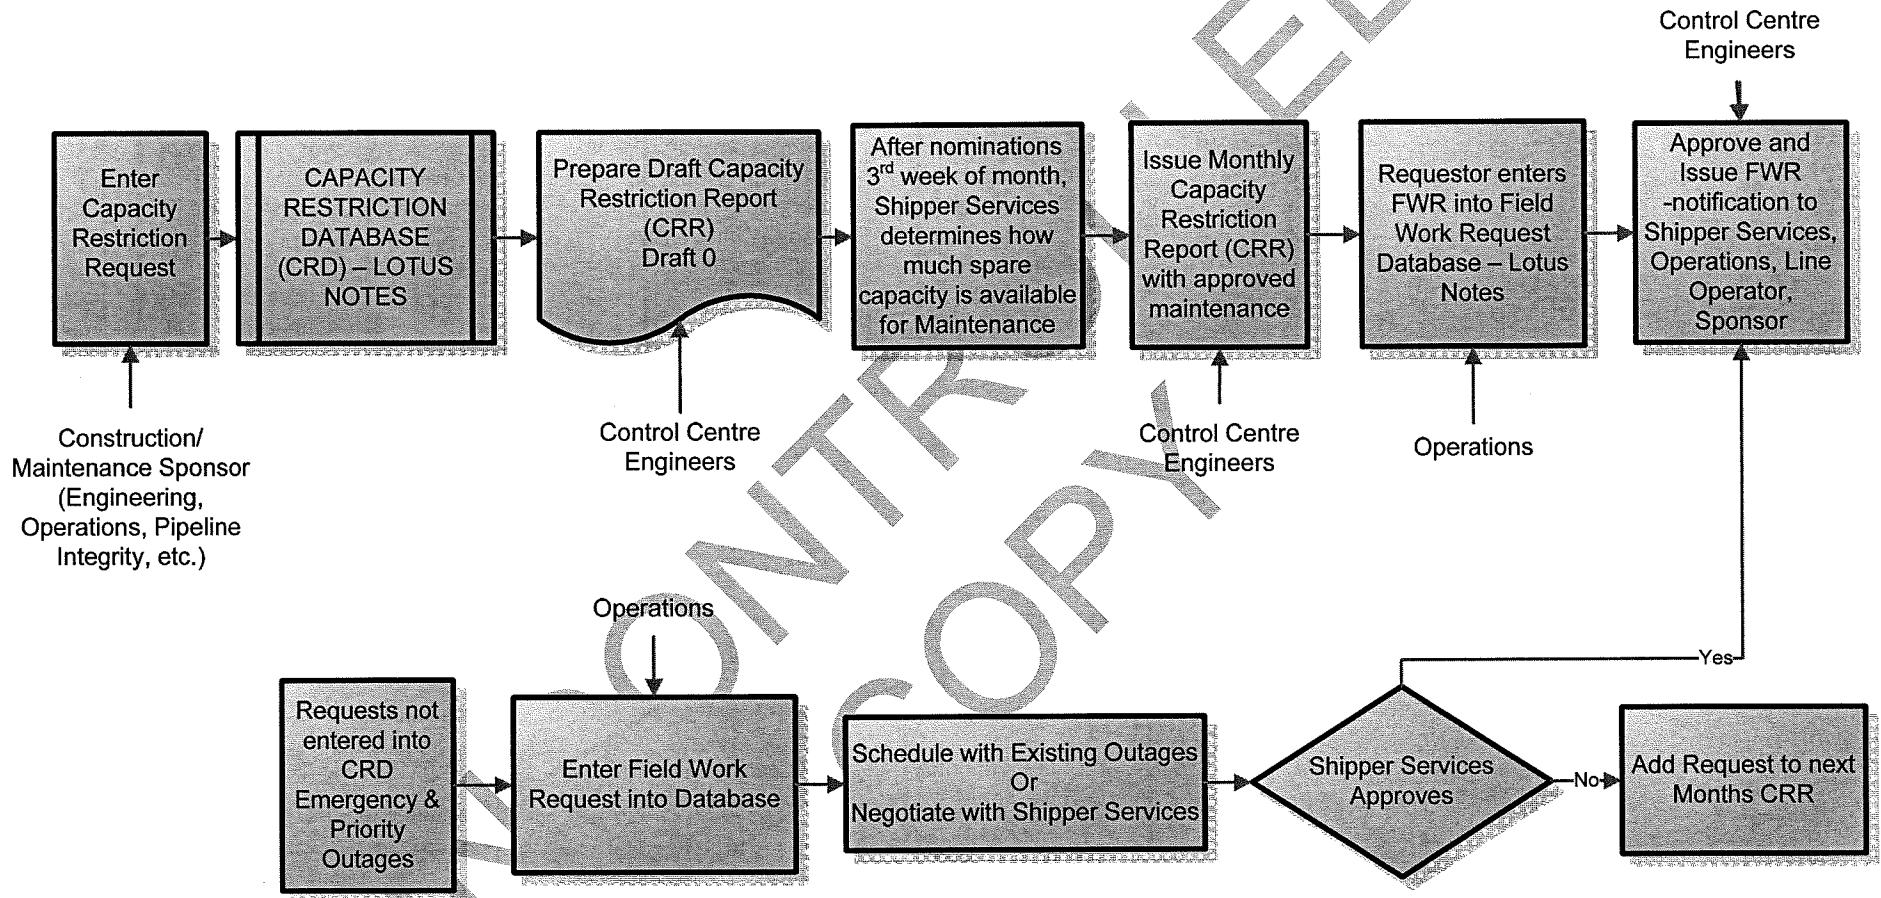 Control Centre
Engineers
Enter
Capacity
Restriction
Request
CAPACITY
RESTRICTION
DATABASE
(CRD) – LOTUS
NOTES
Prepare Draft Capacity
Restriction Report
(CRR)
Draft 0
After nominations
3rd week of month,
Shipper Services
determines how
much spare
capacity is available
for Maintenance
Issue Monthly
Capacity
Restriction
Report (CRR)
with approved
maintenance
Requestor enters
FWR into Field
Work Request
Database – Lotus
Notes
Approve and
Issue FWR
-notification to
Shipper Services,
Operations, Line
Operator,
Sponsor
Construction/
Maintenance Sponsor
(Engineering,
Operations, Pipeline
Integrity, etc.)
Control Centre
Engineers
Control Centre
Engineers
Operations
Operations
Requests not
entered into
CRD
Emergency &
Priority
Outages
Enter Field Work
Request into Database
Schedule with Existing Outages
Or
Negotiate with Shipper Services
Shipper Services
Approves
Yes
No
Add Request to next
Months CRR
COPY